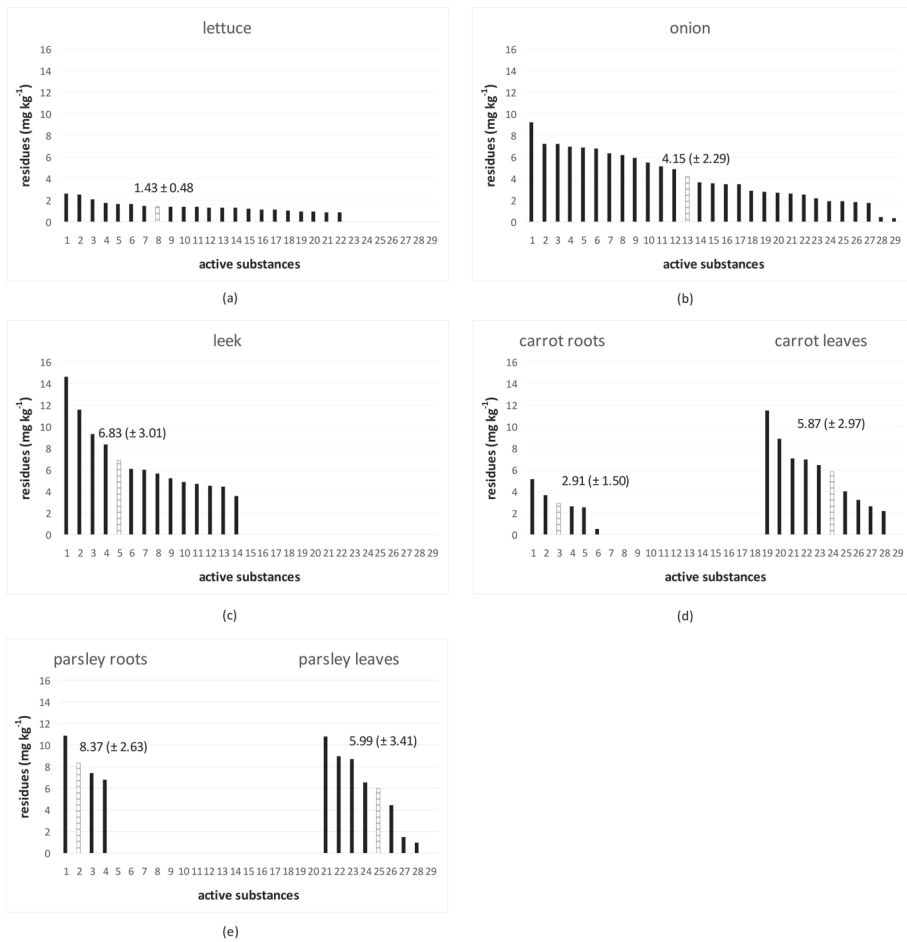 lettuce
16
14
12
10
8
6
4
2
0
residues (mg kg⁻¹)
1.43 ± 0.48
1 2 3 4 5 6 7 8 9 10 11 12 13 14 15 16 17 18 19 20 21 22 23 24 25 26 27 28 29
active substances
(a)
onion
16
14
12
10
8
6
4
2
0
residues (mg kg⁻¹)
4.15 (± 2.29)
1 2 3 4 5 6 7 8 9 10 11 12 13 14 15 16 17 18 19 20 21 22 23 24 25 26 27 28 29
active substances
(b)
leek
16
14
12
10
8
6
4
2
0
residues (mg kg⁻¹)
6.83 (± 3.01)
1 2 3 4 5 6 7 8 9 10 11 12 13 14 15 16 17 18 19 20 21 22 23 24 25 26 27 28 29
active substances
(c)
carrot roots carrot leaves
16
14
12
10
8
6
4
2
0
residues (mg kg⁻¹)
5.87 (± 2.97)
2.91 (± 1.50)
1 2 3 4 5 6 7 8 9 10 11 12 13 14 15 16 17 18 19 20 21 22 23 24 25 26 27 28 29
active substances
(d)
parsley roots parsley leaves
16
14
12
10
8
6
4
2
0
residues (mg kg⁻¹)
8.37 (± 2.63) 5.99 (± 3.41)
1 2 3 4 5 6 7 8 9 10 11 12 13 14 15 16 17 18 19 20 21 22 23 24 25 26 27 28 29
active substances
(e)